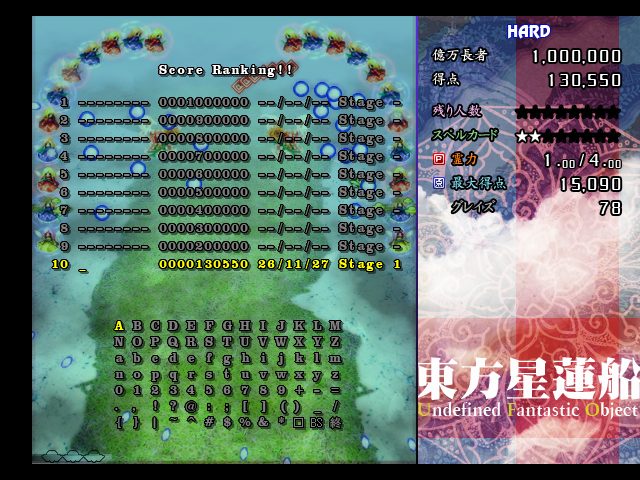 Score Ranking!!
1 -------- 0001000000 --/--/-- Stage -
2 -------- 0000900000 --/--/-- Stage -
3 -------- 0000800000 --/--/-- Stage -
4 -------- 0000700000 --/--/-- Stage -
5 -------- 0000600000 --/--/-- Stage -
6 -------- 0000500000 --/--/-- Stage -
7 -------- 0000400000 --/--/-- Stage -
8 -------- 0000300000 --/--/-- Stage -
9 -------- 0000200000 --/--/-- Stage -
10 _ 0000130550 26/11/27 Stage 1
A B C D E F G H I J K L M
N O P Q R S T U V W X Y Z
a b c d e f g h i j k l m
n o p q r s t u v w x y z
0 1 2 3 4 5 6 7 8 9 + - =
. , ! ? @ : ; [ ] ( ) _ /
{ } | ~ ^ # $ % & * □ BS 終
HARD
億万長者 1,000,000
得点 130,550
残り人数
スペルカード ★★
P 霊力 1.00/4.00
点 最大得点 15,090
グレイズ 78
東方星蓮船
Undefined Fantastic Object